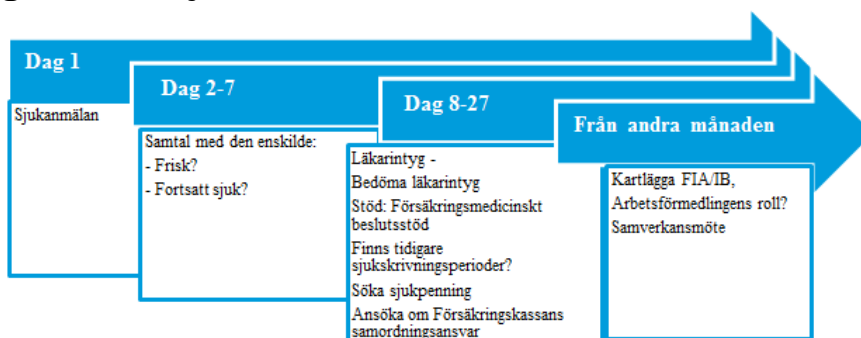 Dag 1
Sjukanmälan
Dag 2-7
Samtal med den enskilde:
- Frisk?
- Fortsatt sjuk?
Dag 8-27
Läkarintyg -
Bedöma läkarintyg
Stöd: Försäkringsmedicinskt
beslutsstöd
Finns tidigare
sjukskrivningsperioder?
Söka sjukpenning
Ansöka om Försäkringskassans
samordningsansvar
Från andra månaden
Kartlägga FIA/IB,
Arbetsförmedlingens roll?
Samverkansmöte